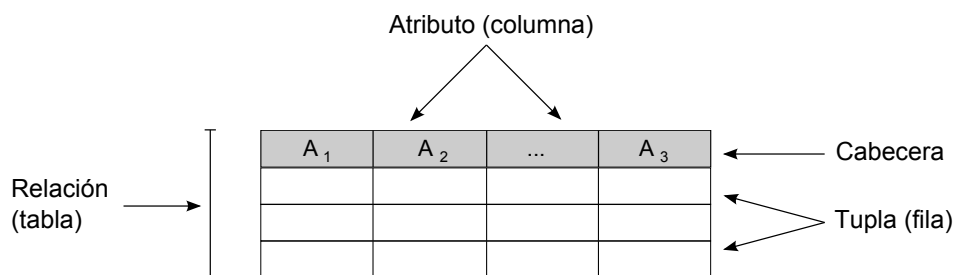 Atributo (columna)
A 1 A 2 ... A 3
Cabecera
Relación
(tabla)
Tupla (fila)